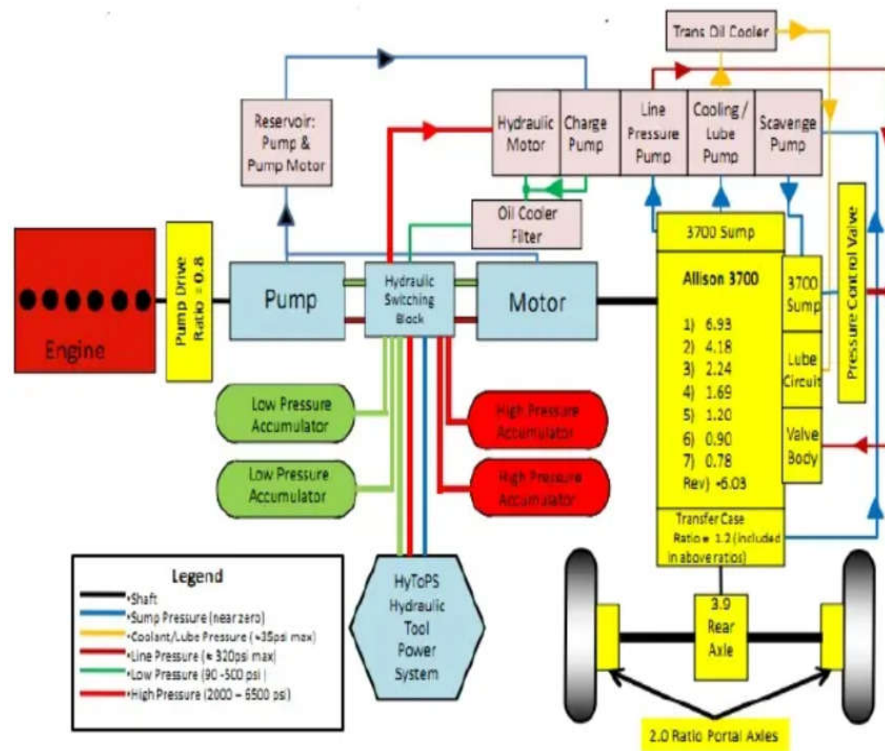 Trans Oil Cooler
Reservoir:
Pump &
Pump Motor
Hydraulic
Motor
Charge
Pump
Line
Pressure
Pump
Cooling /
Lube
Pump
Scavenge
Pump
Oil Cooler
Filter
Engine
Pump Drive
Ratio = 0.8
Pump
Hydraulic
Switching
Block
Motor
3700 Sump
Allison 3700
1) 6.93
2) 4.18
3) 2.24
4) 1.69
5) 1.20
6) 0.90
7) 0.78
Rev) -6.03
3700
Sump
Lube
Circuit
Valve
Body
Pressure Control Valve
Transfer Case
Ratio = 1.2 (included
in above ratios)
Low Pressure
Accumulator
Low Pressure
Accumulator
High Pressure
Accumulator
High Pressure
Accumulator
HyToPS
Hydraulic
Tool
Power
System
3.9
Rear
Axle
2.0 Ratio Portal Axles
Legend
•Shaft
•Sump Pressure (near zero)
•Coolant/Lube Pressure (≈35psi max)
•Line Pressure (≈ 320psi max)
•Low Pressure (90 -500 psi)
•High Pressure (2000 – 6500 psi)